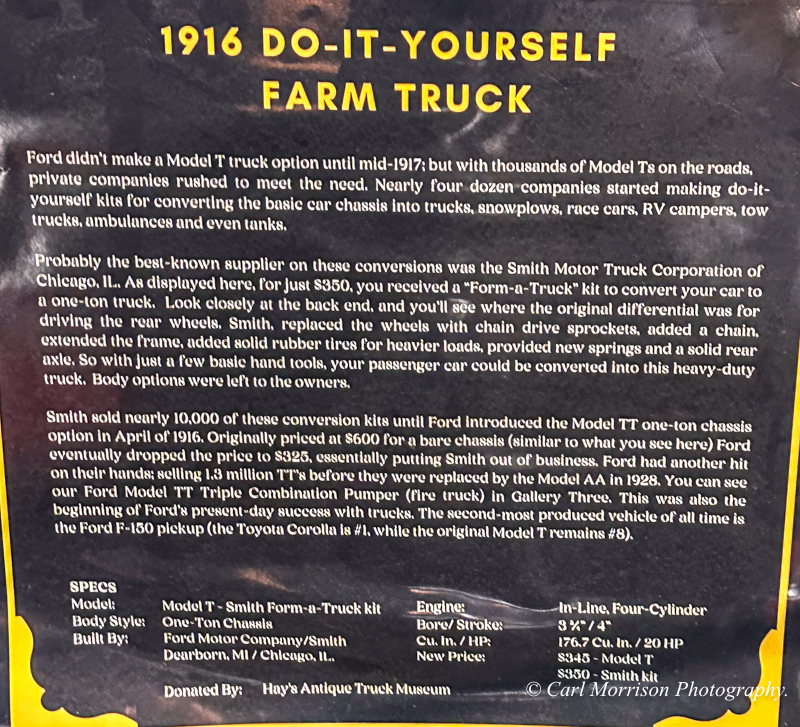 1916 DO-IT-YOURSELF
FARM TRUCK
Ford didn't make a Model T truck option until mid-1917; but with thousands of Model Ts on the roads,
private companies rushed to meet the need. Nearly four dozen companies started making do-it-
yourself kits for converting the basic car chassis into trucks, snowplows, race cars, RV campers, tow
trucks, ambulances and even tanks.
Probably the best-known supplier on these conversions was the Smith Motor Truck Corporation of
Chicago, IL. As displayed here, for just $350, you received a "Form-a-Truck" kit to convert your car to
a one-ton truck. Look closely at the back end, and you'll see where the original differential was for
driving the rear wheels. Smith, replaced the wheels with chain drive sprockets, added a chain,
extended the frame, added solid rubber tires for heavier loads, provided new springs and a solid rear
axle. So with just a few basic hand tools, your passenger car could be converted into this heavy-duty
truck. Body options were left to the owners.
Smith sold nearly 10,000 of these conversion kits until Ford introduced the Model TT one-ton chassis
option in April of 1916. Originally priced at $600 for a bare chassis (similar to what you see here) Ford
eventually dropped the price to $325, essentially putting Smith out of business. Ford had another hit
on their hands; selling 1.3 million TT's before they were replaced by the Model AA in 1928. You can see
our Ford Model TT Triple Combination Pumper (fire truck) in Gallery Three. This was also the
beginning of Ford's present-day success with trucks. The second-most produced vehicle of all time is
the Ford F-150 pickup (the Toyota Corolla is #1, while the original Model T remains #8).
SPECS
Model: Model T - Smith Form-a-Truck kit
Body Style: One-Ton Chassis
Built By: Ford Motor Company/Smith
Dearborn, MI / Chicago, IL.
Engine: In-Line, Four-Cylinder
Bore/ Stroke: 3 ¾" / 4"
Cu. In. / HP: 176.7 Cu. In. / 20 HP
New Price: $345 - Model T
$350 - Smith kit
Donated By: Hay's Antique Truck Museum
© Carl Morrison Photography.